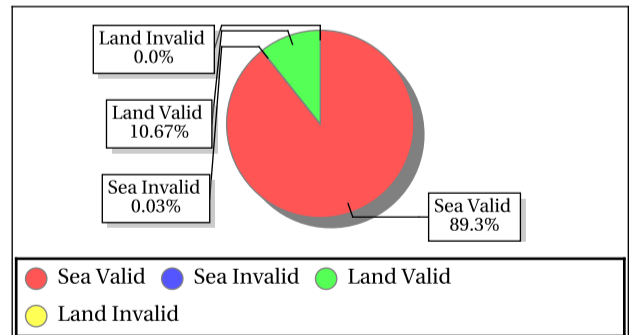 Land Invalid
0.0%
Land Valid
10.67%
Sea Invalid
0.03%
Sea Valid
89.3%
Sea Valid Sea Invalid Land Valid
Land Invalid